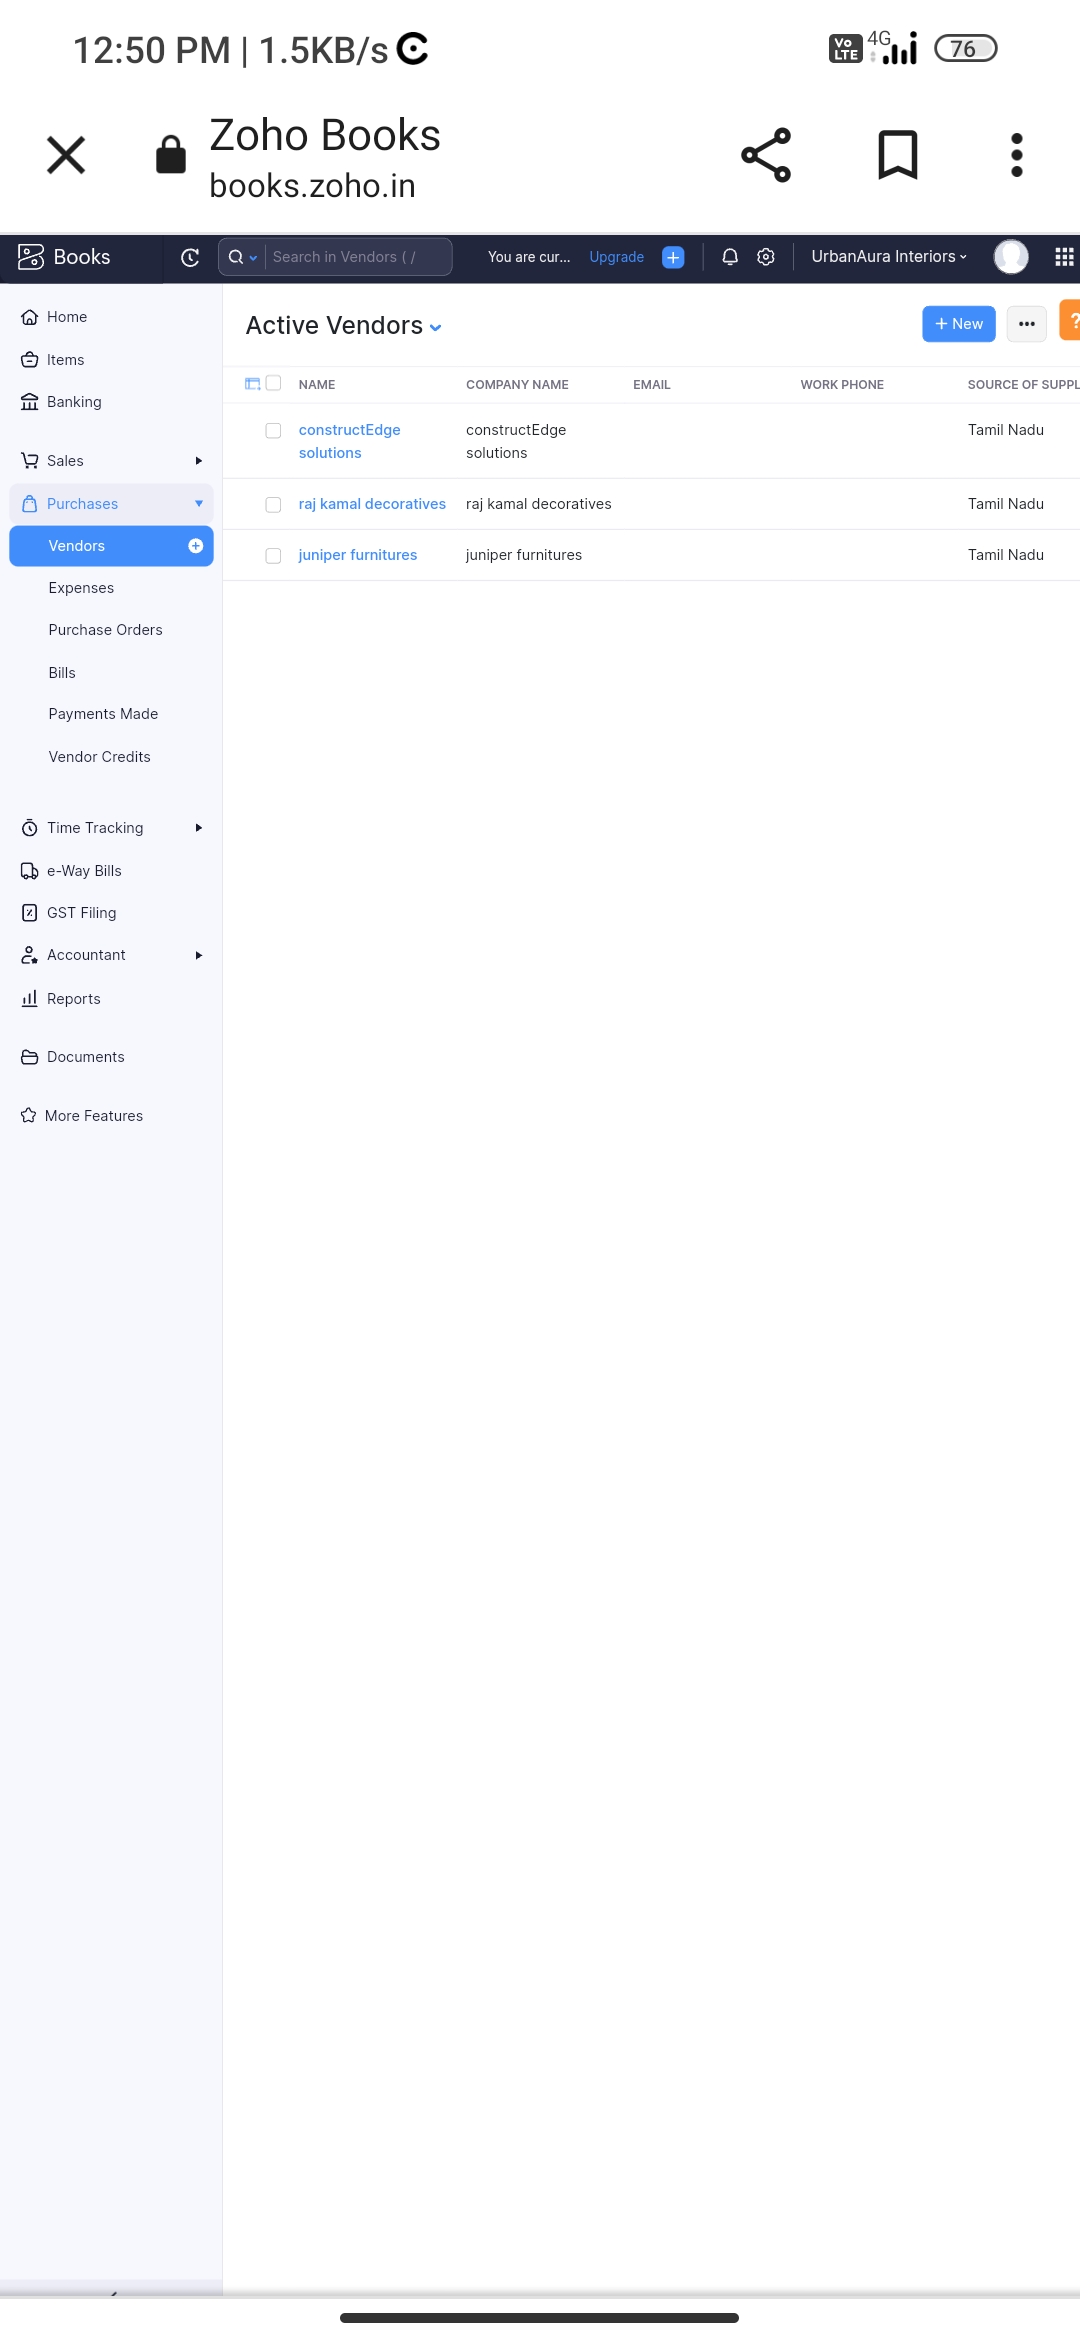 12:50 PM | 1.5KB/s
Vo LTE 4G 76
Zoho Books
books.zoho.in
Books
Search in Vendors ( /
You are cur... Upgrade
UrbanAura Interiors
Home
Items
Banking
Sales
Purchases
Vendors
Expenses
Purchase Orders
Bills
Payments Made
Vendor Credits
Time Tracking
e-Way Bills
GST Filing
Accountant
Reports
Documents
More Features
Active Vendors
+ New
?
NAME COMPANY NAME EMAIL WORK PHONE SOURCE OF SUPPL
constructEdge solutions constructEdge solutions Tamil Nadu
raj kamal decoratives raj kamal decoratives Tamil Nadu
juniper furnitures juniper furnitures Tamil Nadu